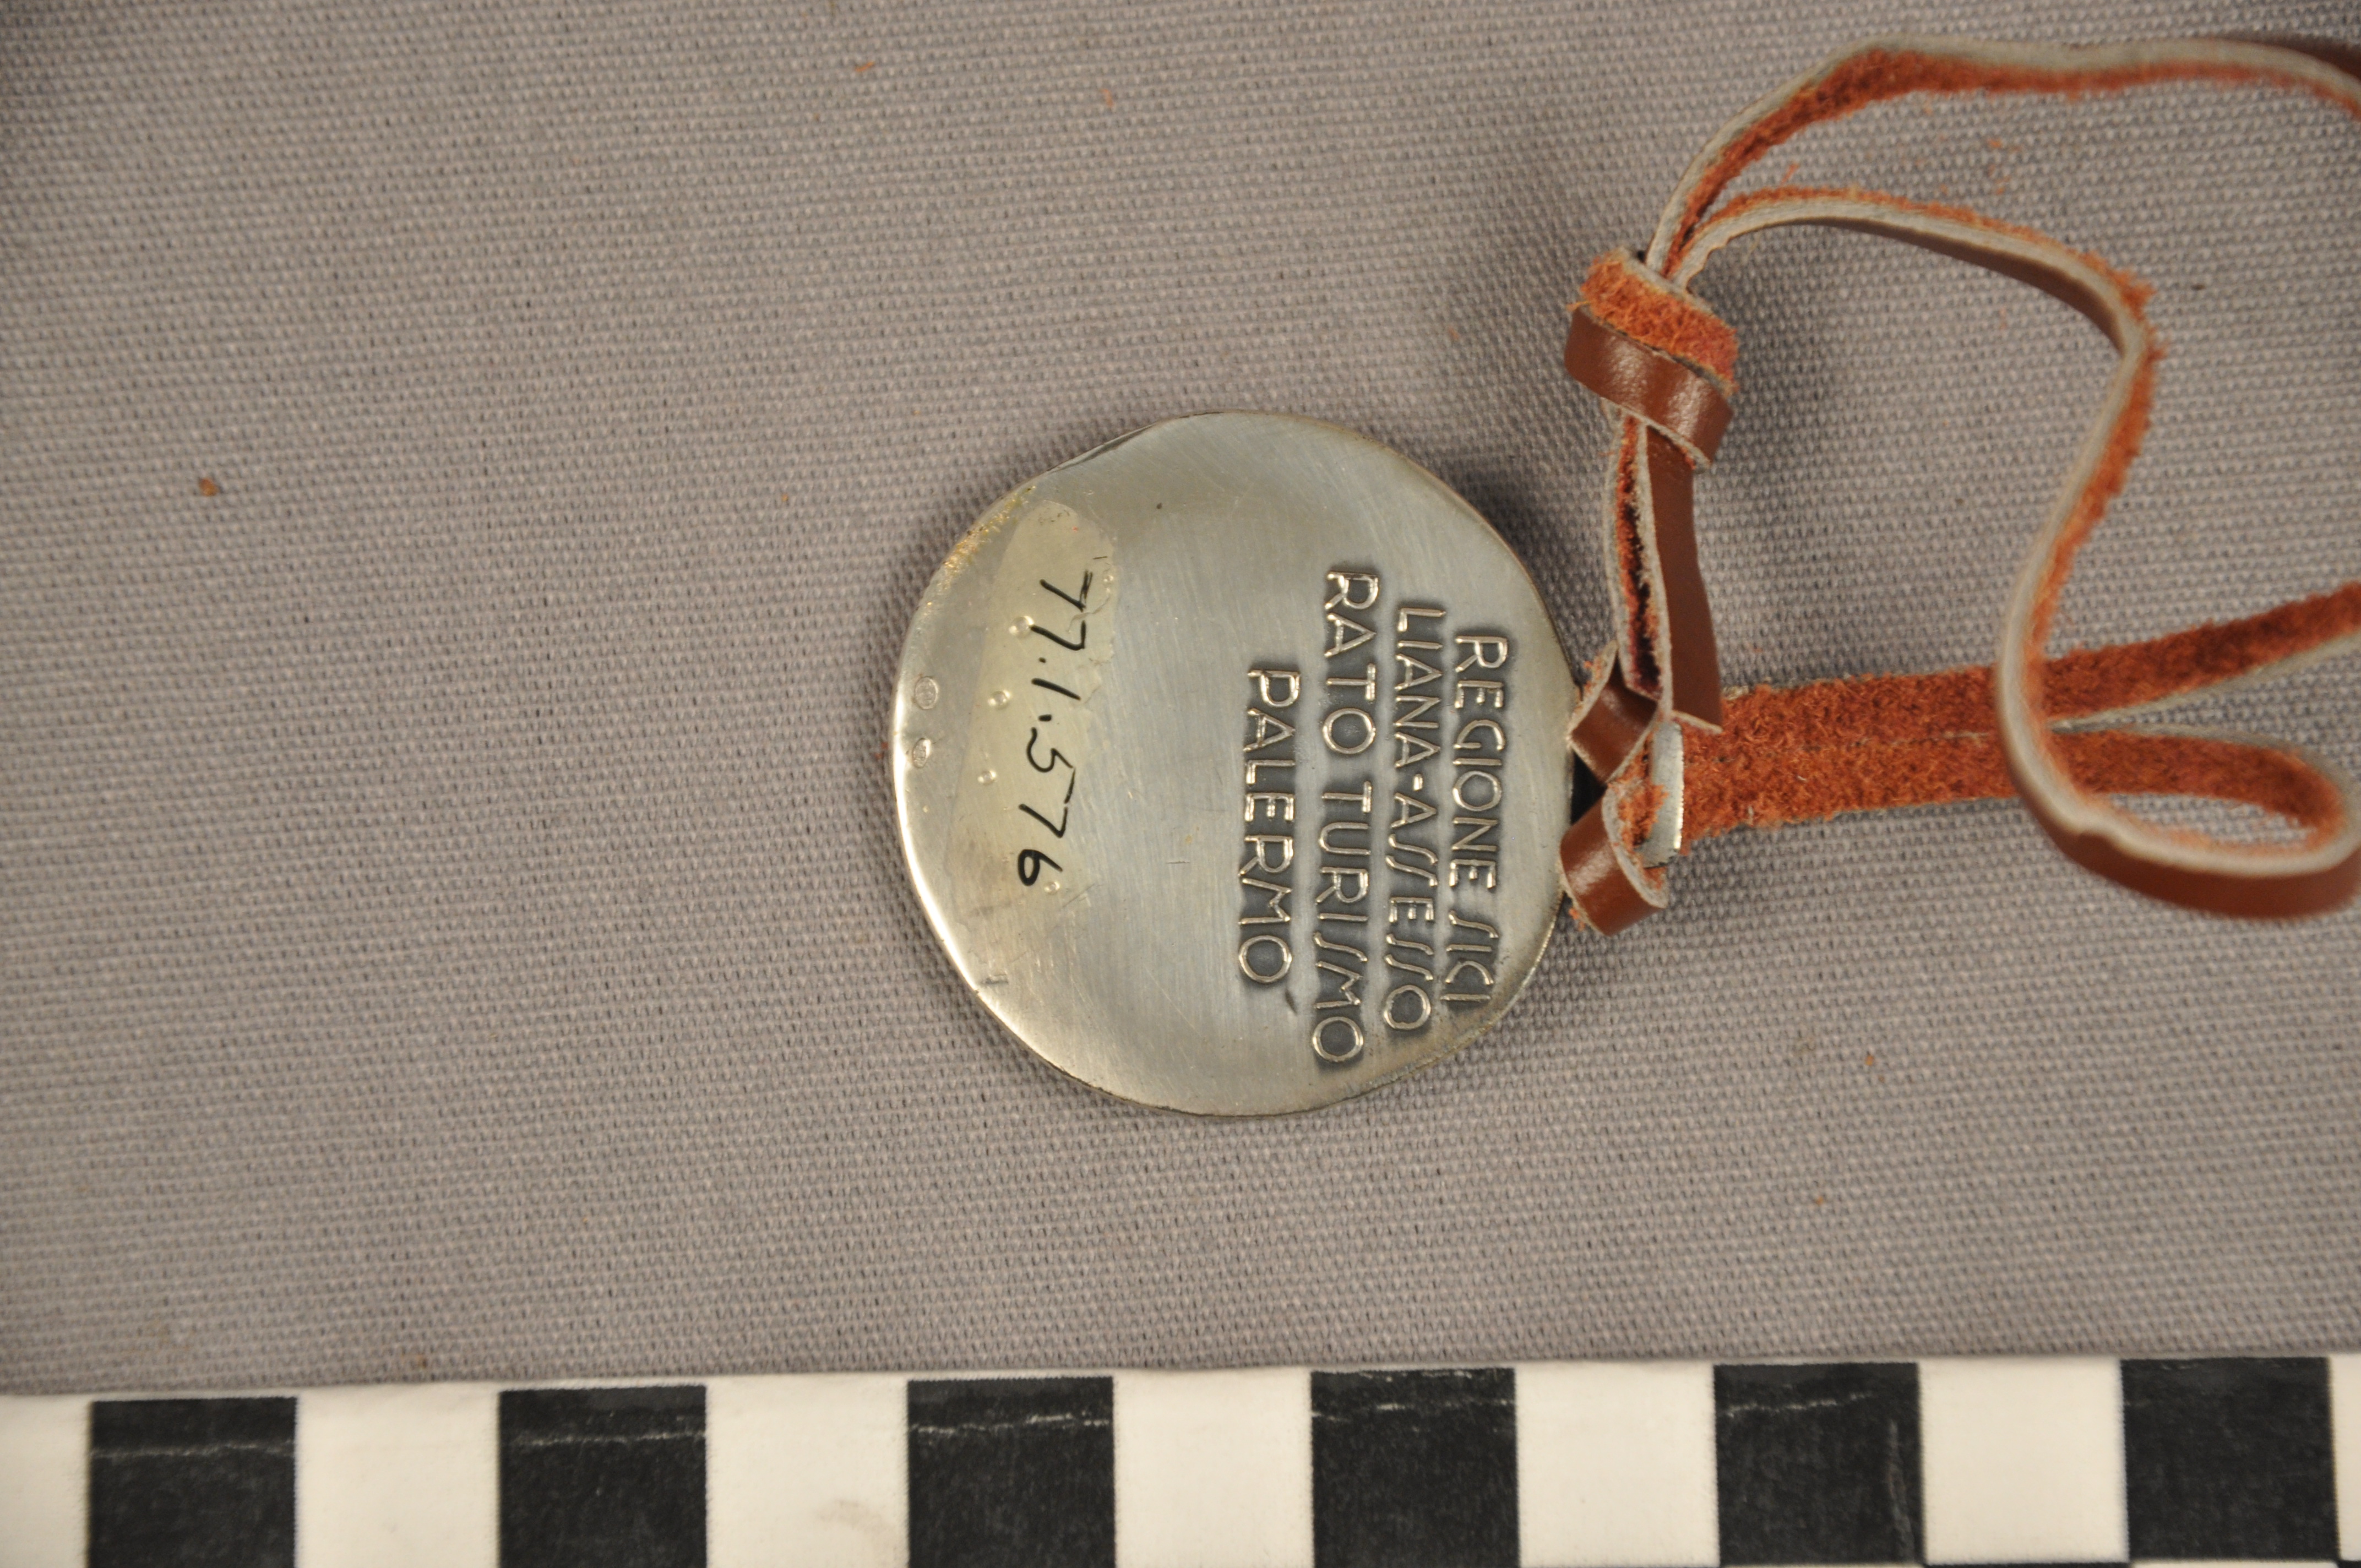 REGIONE SICI
LIANA-ASSESSO
RATO TURISMO
PALERMO
77.1.576